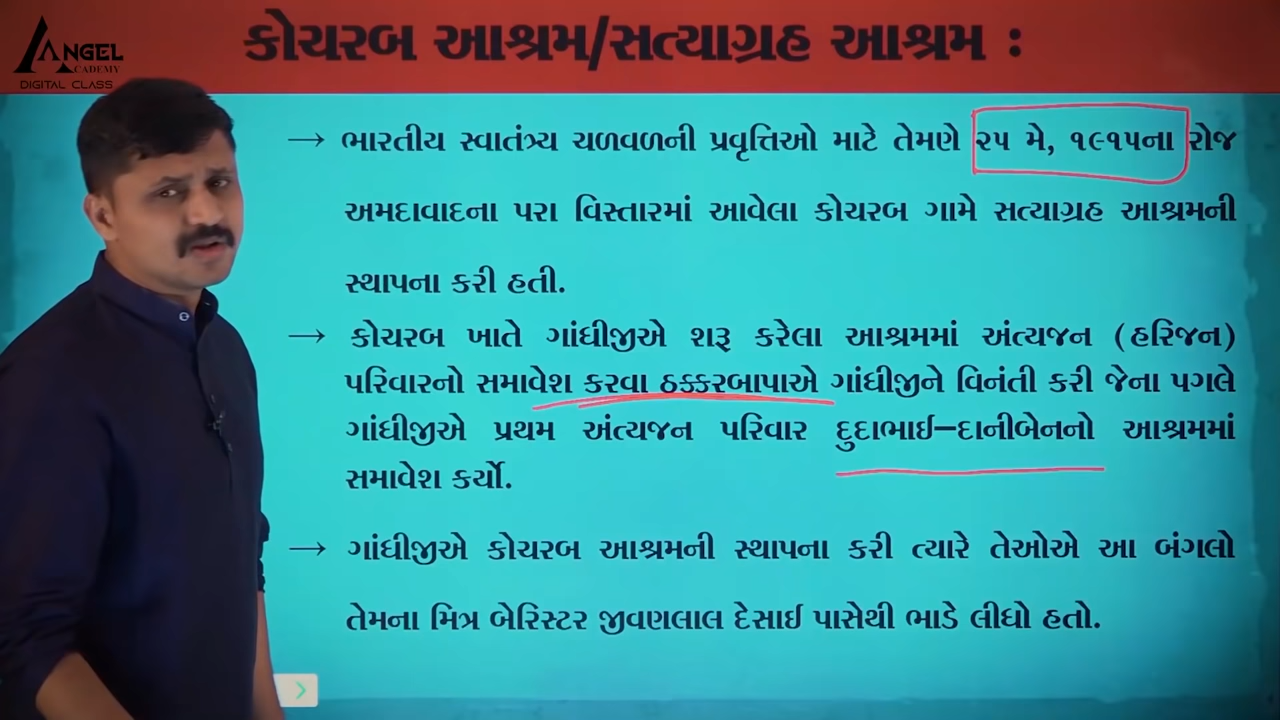 ANGEL
ACADEMY
DIGITAL CLASS
કોચરબ આશ્રમ/સત્યાગ્રહ આશ્રમ :
→ ભારતીય સ્વાતંત્ર્ય ચળવળની પ્રવૃત્તિઓ માટે તેમણે ૨૫ મે, ૧૯૧૫ના રોજ
અમદાવાદના પરા વિસ્તારમાં આવેલા કોચરબ ગામે સત્યાગ્રહ આશ્રમની
સ્થાપના કરી હતી.
→ કોચરબ ખાતે ગાંધીજીએ શરૂ કરેલા આશ્રમમાં અંત્યજન (હરિજન)
પરિવારનો સમાવેશ કરવા ઠક્કરબાપાએ ગાંધીજીને વિનંતી કરી જેના પગલે
ગાંધીજીએ પ્રથમ અંત્યજન પરિવાર દુદાભાઈ–દાનીબેનનો આશ્રમમાં
સમાવેશ કર્યો.
→ ગાંધીજીએ કોચરબ આશ્રમની સ્થાપના કરી ત્યારે તેઓએ આ બંગલો
તેમના મિત્ર બેરિસ્ટર જીવણલાલ દેસાઈ પાસેથી ભાડે લીધો હતો.